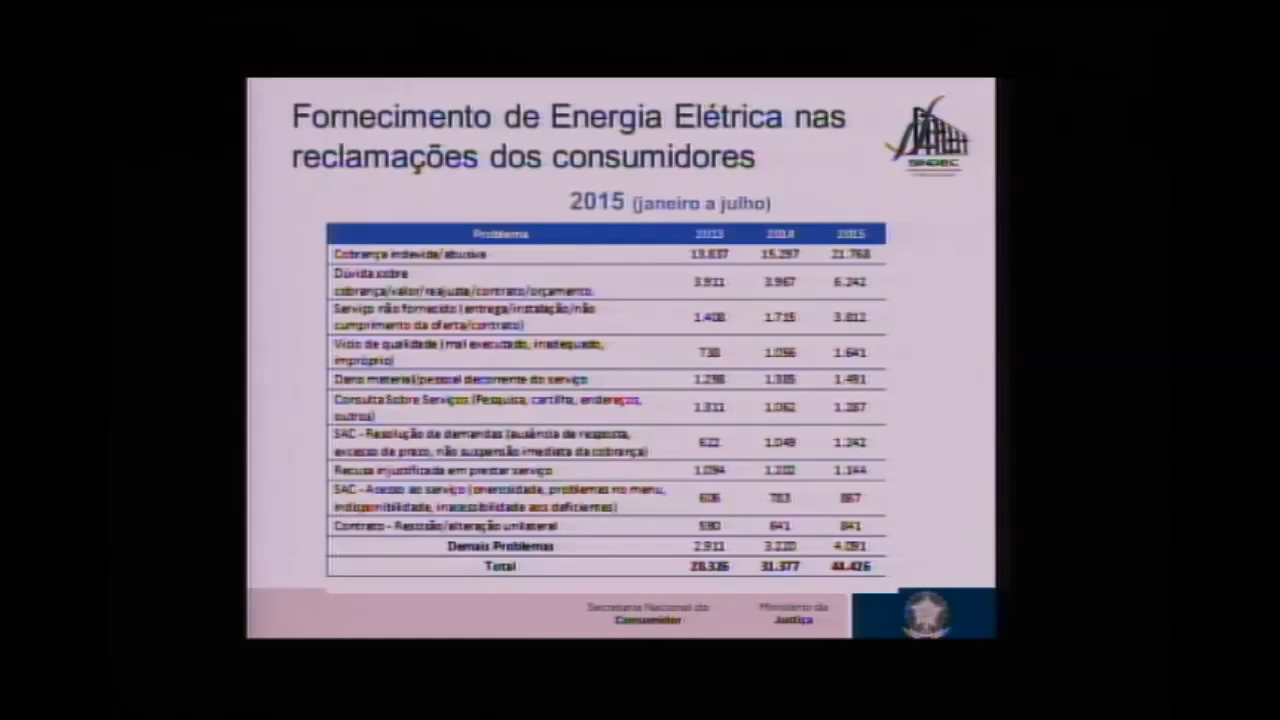 Fornecimento de Energia Elétrica nas
reclamações dos consumidores
SINDEC
2015 (janeiro a julho)
Problema 2013 2014 2015
Cobrança indevida/abusiva 13.837 15.297 21.768
Dúvida sobre
cobrança/valor/reajuste/contrato/orçamento. 3.911 3.967 6.242
Serviço não fornecido (entrega/instalação/não
cumprimento da oferta/contrato) 1.408 1.715 3.812
Vício de qualidade (mal executado, inadequado,
impróprio) 738 1.056 1.641
Dano material/pessoal decorrente do serviço 1.298 1.385 1.491
Consulta Sobre Serviços (Pesquisa, cartilha, endereços,
outros) 1.311 1.062 1.287
SAC - Resolução de demandas (ausência de resposta,
excesso de prazo, não suspensão imediata da cobrança) 622 1.049 1.242
Recusa injustificada em prestar serviço 1.094 1.202 1.144
SAC - Acesso ao serviço (onerosidade, problemas no menu,
indisponibilidade, inacessibilidade aos deficientes) 606 783 867
Contrato - Rescisão/alteração unilateral 590 641 841
Demais Problemas 2.911 3.220 4.091
Total 28.326 31.377 44.426
Secretaria Nacional do
Consumidor
Ministério da
Justiça